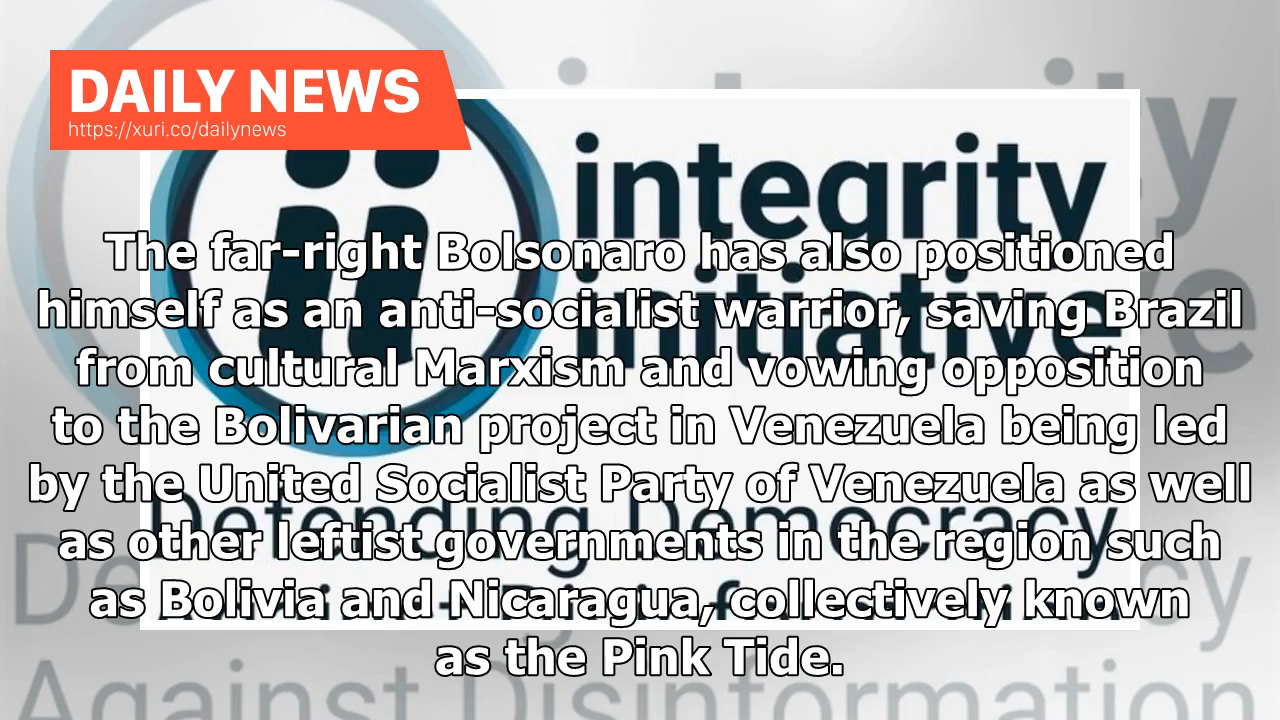 DAILY NEWS
https://xuri.co/dailynews
integrity
initiative
The far-right Bolsonaro has also positioned
himself as an anti-socialist warrior, saving Brazil
from cultural Marxism and vowing opposition
to the Bolivarian project in Venezuela being led
by the United Socialist Party of Venezuela as well
as other leftist governments in the region such
as Bolivia and Nicaragua, collectively known
as the Pink Tide.
Defending Democracy
Against Disinformation